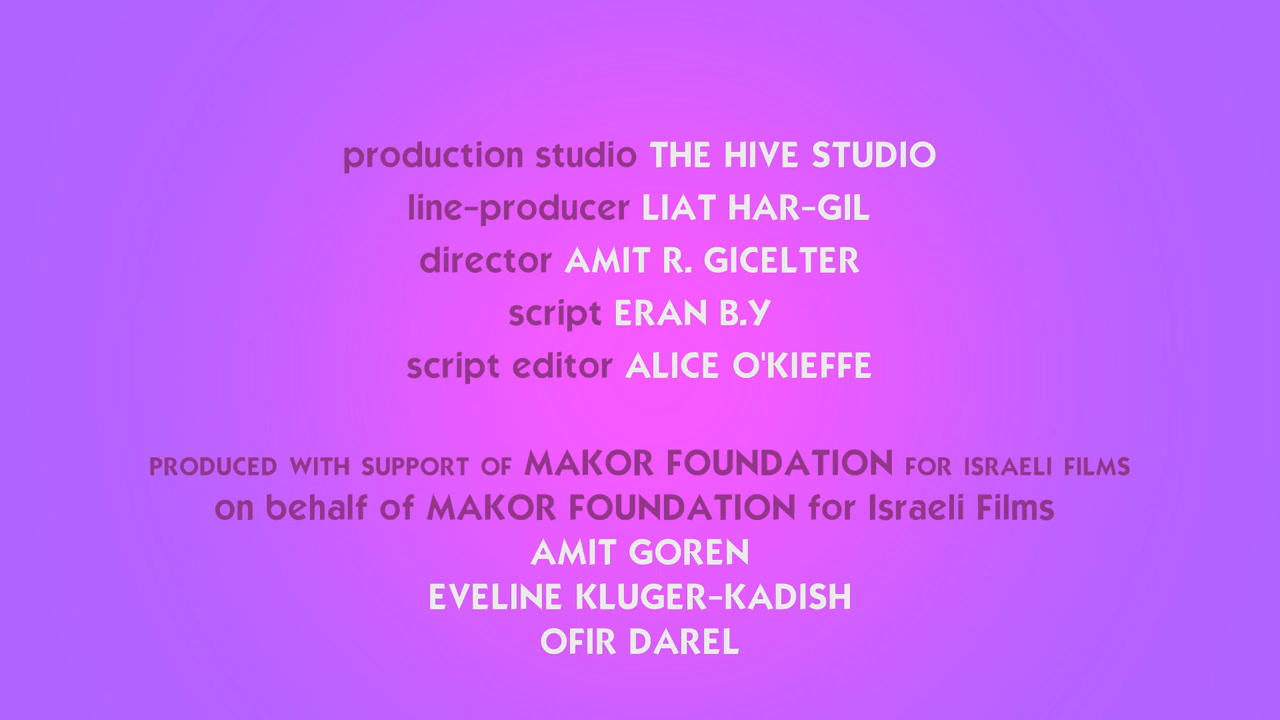 production studio THE HIVE STUDIO
line-producer LIAT HAR-GIL
director AMIT R. GICELTER
script ERAN B.Y
script editor ALICE O'KIEFFE
PRODUCED WITH SUPPORT OF MAKOR FOUNDATION FOR ISRAELI FILMS
on behalf of MAKOR FOUNDATION for Israeli Films
AMIT GOREN
EVELINE KLUGER-KADISH
OFIR DAREL